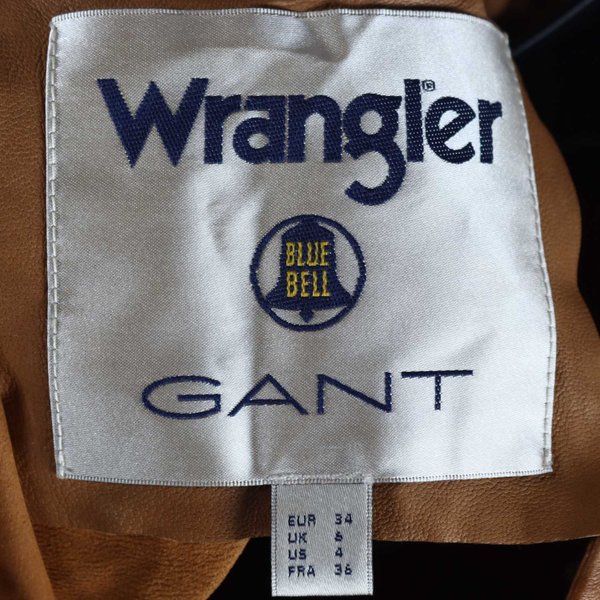 Wrangler®
BLUE
BELL
GANT
EUR 34
UK 6
US 4
FRA 36